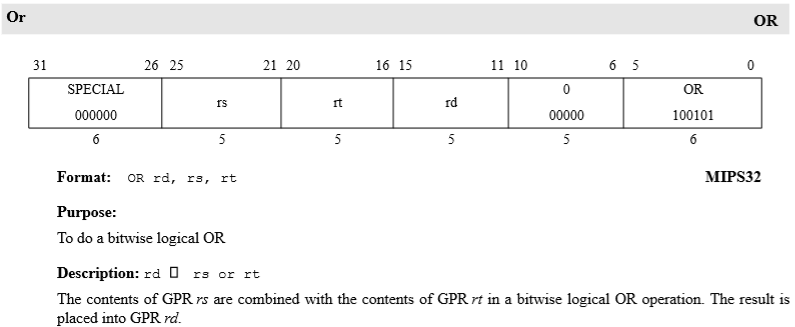 Or OR
31 26 25 21 20 16 15 11 10 6 5 0
SPECIAL 0 OR
rs rt rd
000000 00000 100101
6 5 5 5 5 6
Format: OR rd, rs, rt MIPS32
Purpose:
To do a bitwise logical OR
Description: rd ▯ rs or rt
The contents of GPR rs are combined with the contents of GPR rt in a bitwise logical OR operation. The result is
placed into GPR rd.